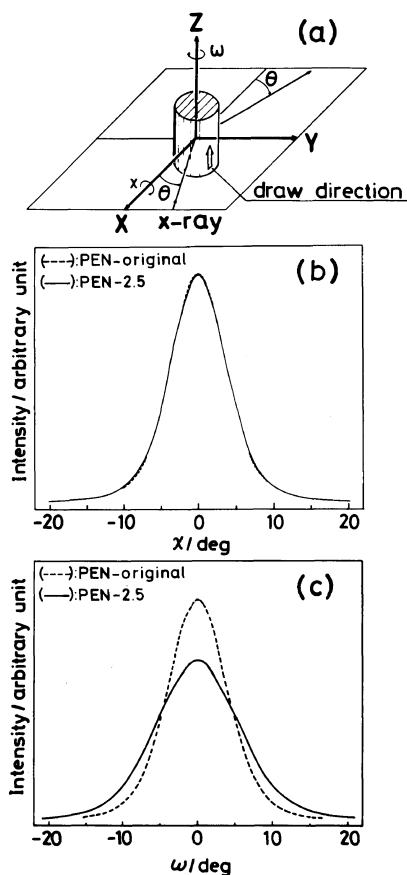 (a)
Z
ω
θ
Y
χ
θ
X
x-ray
draw direction
(b)
(----):PEN-original
(——):PEN-2.5
Intensity/arbitrary unit
-20 -10 0 10 20
χ/deg
(c)
(----):PEN-original
(——):PEN-2.5
Intensity/arbitrary unit
-20 -10 0 10 20
ω/deg